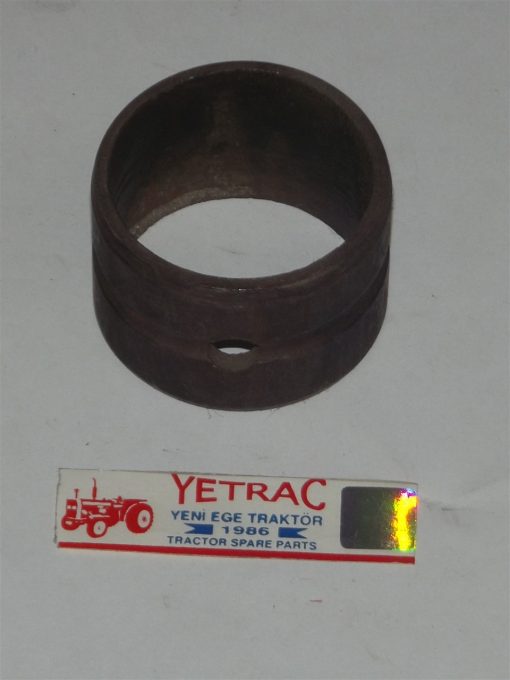 YETRAC
YENİ EGE TRAKTÖR
1986
TRACTOR SPARE PARTS